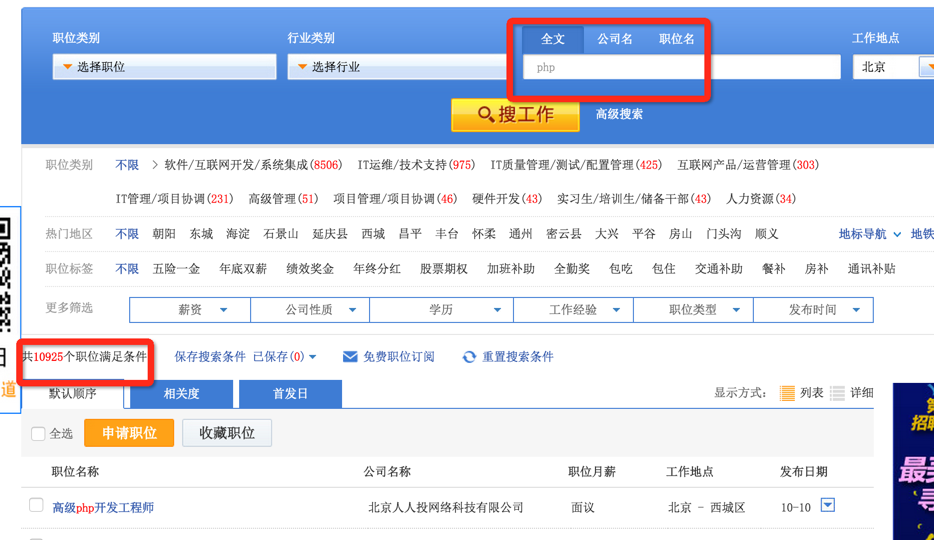 职位类别
行业类别
全文 公司名 职位名
工作地点
选择职位
选择行业
php
北京
搜工作 高级搜索
职位类别 不限 > 软件/互联网开发/系统集成(8506) IT运维/技术支持(975) IT质量管理/测试/配置管理(425) 互联网产品/运营管理(303)
IT管理/项目协调(231) 高级管理(51) 项目管理/项目协调(46) 硬件开发(43) 实习生/培训生/储备干部(43) 人力资源(34)
热门地区 不限 朝阳 东城 海淀 石景山 延庆县 西城 昌平 丰台 怀柔 通州 密云县 大兴 平谷 房山 门头沟 顺义 地标导航 地铁
职位标签 不限 五险一金 年底双薪 绩效奖金 年终分红 股票期权 加班补助 全勤奖 包吃 包住 交通补助 餐补 房补 通讯补贴
更多筛选 薪资 公司性质 学历 工作经验 职位类型 发布时间
共10925个职位满足条件 保存搜索条件 已保存(0) 免费职位订阅 重置搜索条件
道
默认顺序 相关度 首发日 显示方式: 列表 详细
全选 申请职位 收藏职位
招聘
最
寻
职位名称 公司名称 职位月薪 工作地点 发布日期
高级php开发工程师 北京人人投网络科技有限公司 面议 北京 - 西城区 10-10